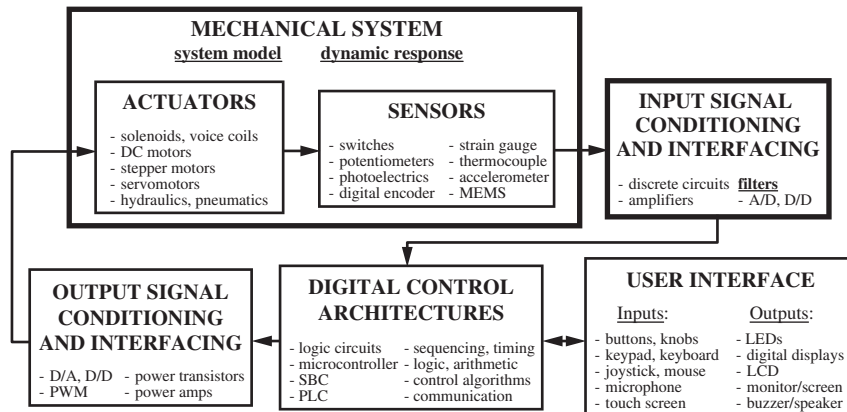 MECHANICAL SYSTEM
system model dynamic response
ACTUATORS
- solenoids, voice coils
- DC motors
- stepper motors
- servomotors
- hydraulics, pneumatics
SENSORS
- switches - strain gauge
- potentiometers - thermocouple
- photoelectrics - accelerometer
- digital encoder - MEMS
INPUT SIGNAL
CONDITIONING
AND INTERFACING
- discrete circuits filters
- amplifiers - A/D, D/D
OUTPUT SIGNAL
CONDITIONING
AND INTERFACING
- D/A, D/D - power transistors
- PWM - power amps
DIGITAL CONTROL
ARCHITECTURES
- logic circuits - sequencing, timing
- microcontroller - logic, arithmetic
- SBC - control algorithms
- PLC - communication
USER INTERFACE
Inputs: Outputs:
- buttons, knobs - LEDs
- keypad, keyboard - digital displays
- joystick, mouse - LCD
- microphone - monitor/screen
- touch screen - buzzer/speaker